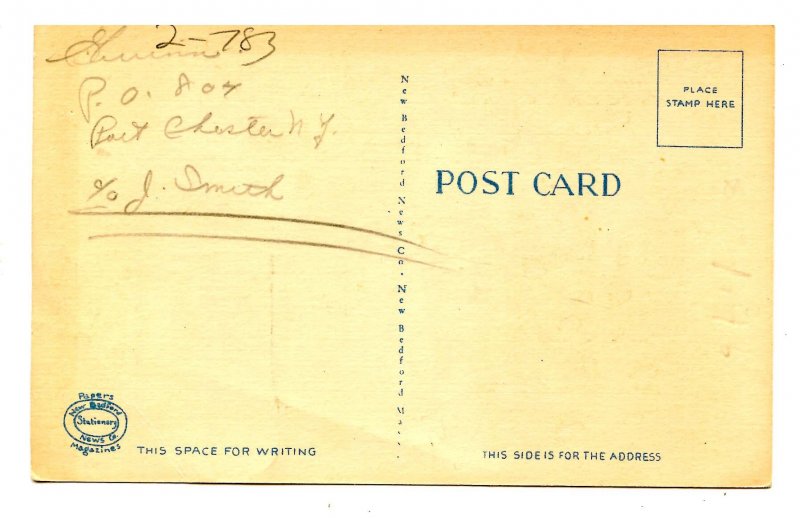 2-783
P.O. 804
Port Chester N.Y.
c/o J. Smith
New Bedford News Co. New Bedford Mass.
PLACE
STAMP HERE
POST CARD
Papers
New Bedford
Stationery
News Co
Magazines
THIS SPACE FOR WRITING
THIS SIDE IS FOR THE ADDRESS